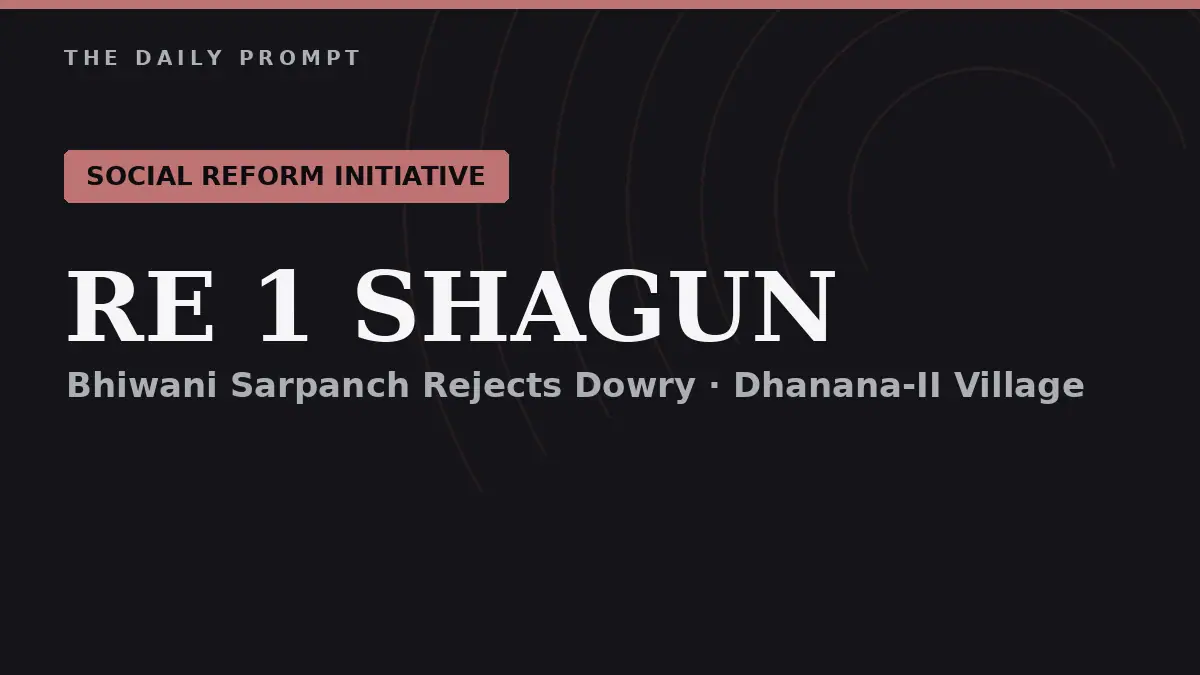 THE DAILY PROMPT
SOCIAL REFORM INITIATIVE
RE 1 SHAGUN
Bhiwani Sarpanch Rejects Dowry · Dhanana-II Village